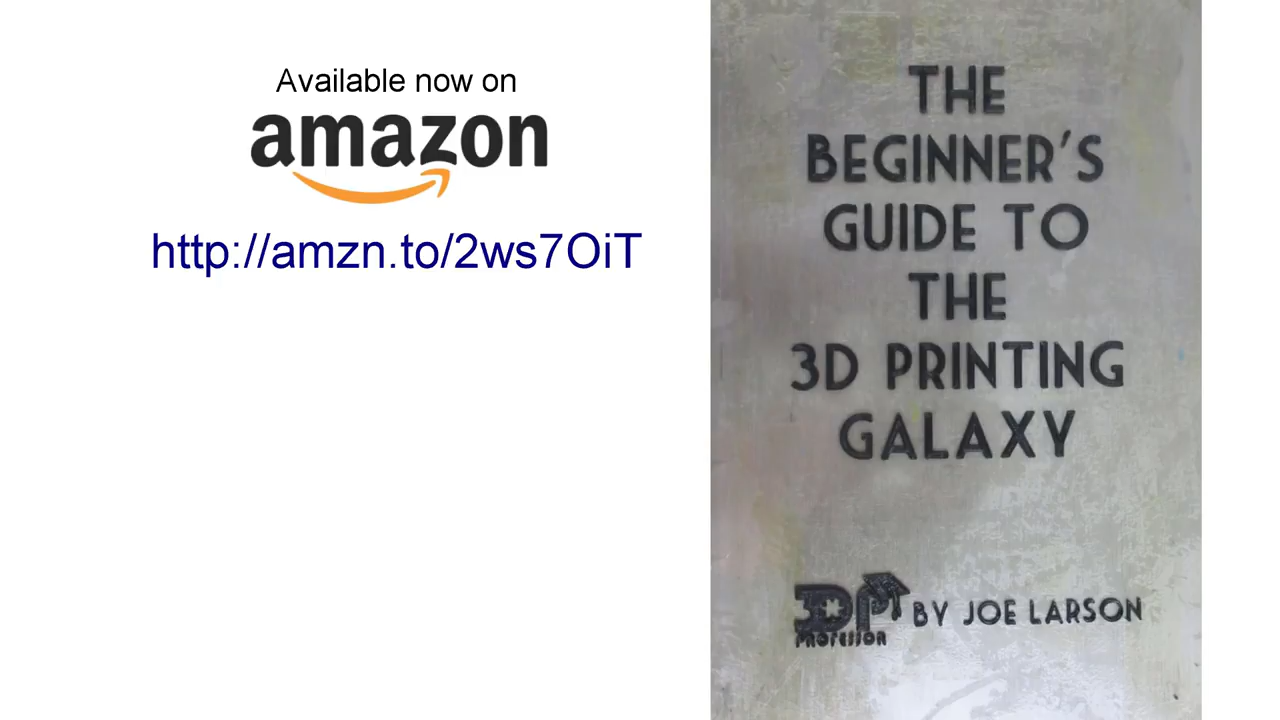 Available now on
amazon
http://amzn.to/2ws7OiT
THE
BEGINNER'S
GUIDE TO
THE
3D PRINTING
GALAXY
3DP PROFESSOR
BY JOE LARSON